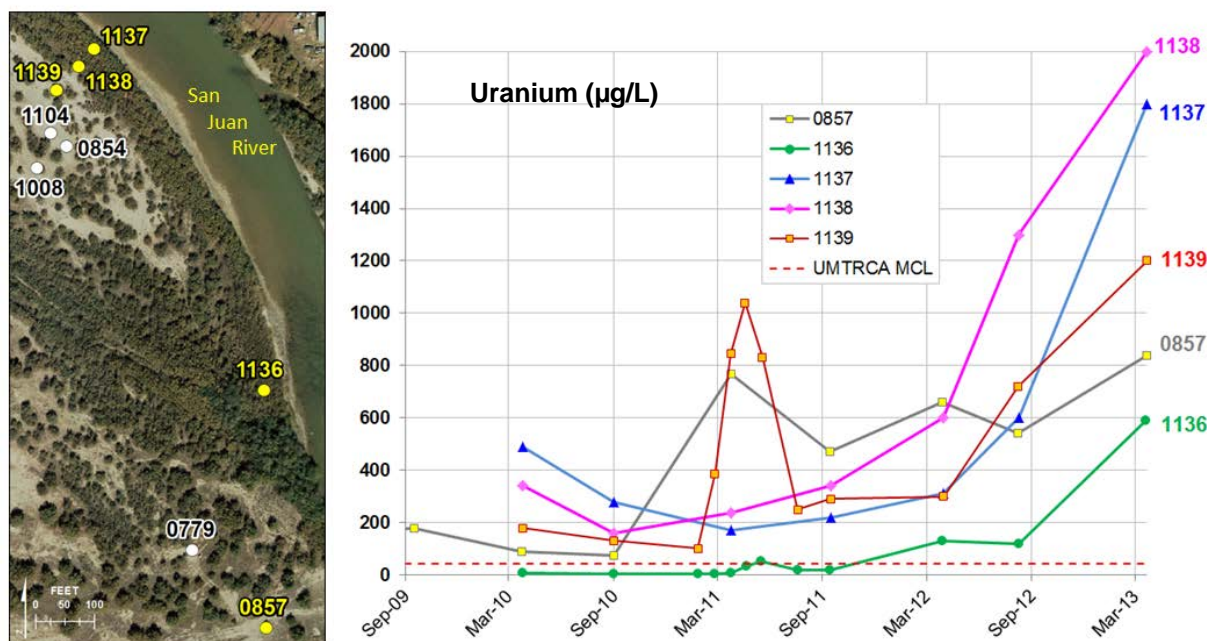 1137
1139
1138
1104
0854
1008
San
Juan
River
1136
0779
FEET
0 50 100
0857
Uranium (µg/L)
2000
1800
1600
1400
1200
1000
800
600
400
200
0
Sep-09
Mar-10
Sep-10
Mar-11
Sep-11
Mar-12
Sep-12
Mar-13
0857
1136
1137
1138
1139
UMTRCA MCL
1138
1137
1139
0857
1136